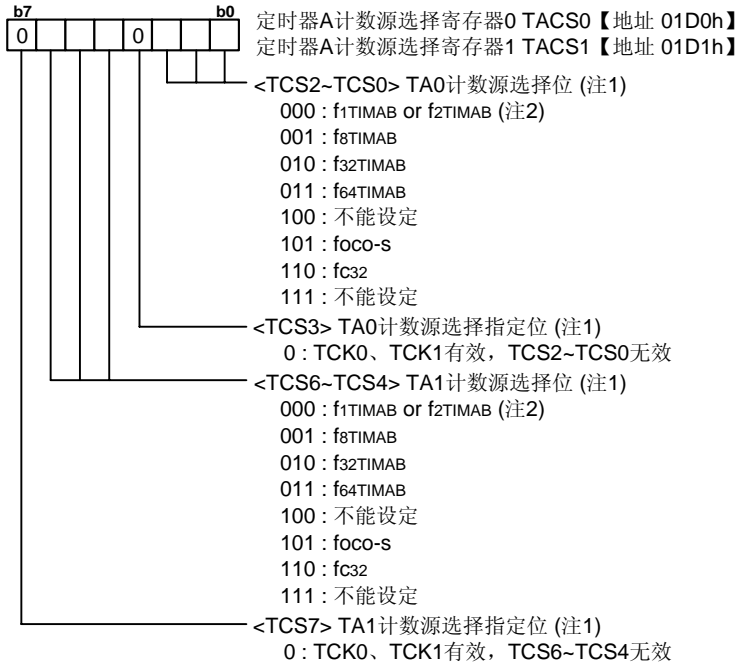 b7 b0
0 0
定时器A计数源选择寄存器0 TACS0【地址 01D0h】
定时器A计数源选择寄存器1 TACS1【地址 01D1h】
<TCS2~TCS0> TA0计数源选择位 (注1)
000 : f1TIMAB or f2TIMAB (注2)
001 : f8TIMAB
010 : f32TIMAB
011 : f64TIMAB
100 : 不能设定
101 : foco-s
110 : fc32
111 : 不能设定
<TCS3> TA0计数源选择指定位 (注1)
0 : TCK0、TCK1有效，TCS2~TCS0无效
<TCS6~TCS4> TA1计数源选择位 (注1)
000 : f1TIMAB or f2TIMAB (注2)
001 : f8TIMAB
010 : f32TIMAB
011 : f64TIMAB
100 : 不能设定
101 : foco-s
110 : fc32
111 : 不能设定
<TCS7> TA1计数源选择指定位 (注1)
0 : TCK0、TCK1有效，TCS6~TCS4无效